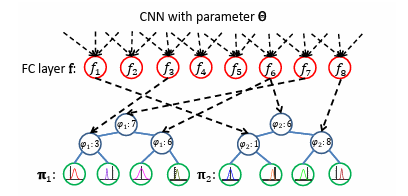 CNN with parameter Θ
FC layer f: f₁ f₂ f₃ f₄ f₅ f₆ f₇ f₈
φ₁:7 φ₂:6
φ₁:3 φ₁:6 φ₂:1 φ₂:8
π₁: π₂: